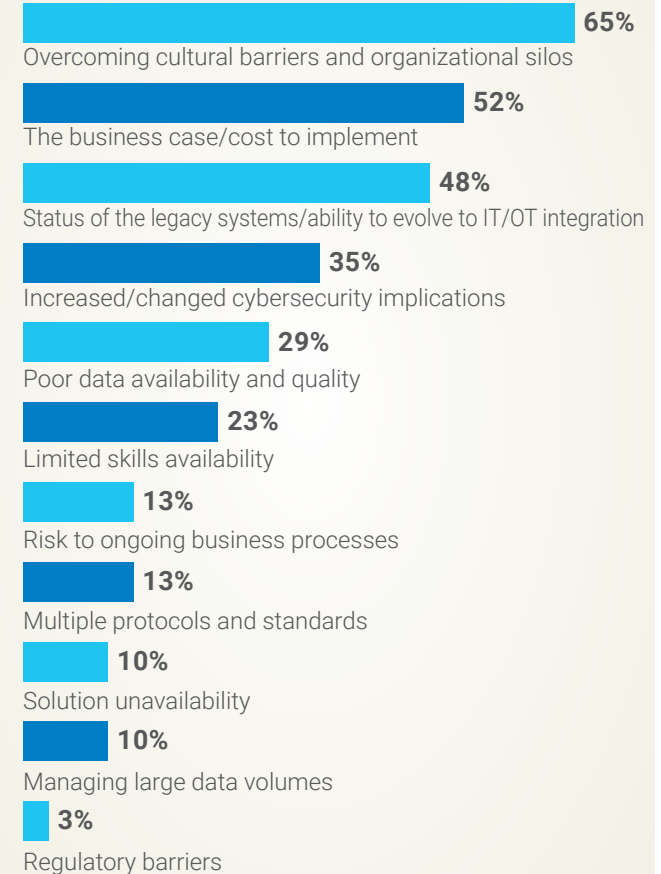 65%
Overcoming cultural barriers and organizational silos
52%
The business case/cost to implement
48%
Status of the legacy systems/ability to evolve to IT/OT integration
35%
Increased/changed cybersecurity implications
29%
Poor data availability and quality
23%
Limited skills availability
13%
Risk to ongoing business processes
13%
Multiple protocols and standards
10%
Solution unavailability
10%
Managing large data volumes
3%
Regulatory barriers